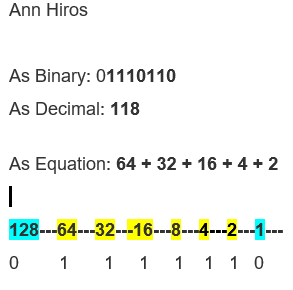 Ann Hiros
As Binary: 01110110
As Decimal: 118
As Equation: 64 + 32 + 16 + 4 + 2
128---64---32---16---8---4---2---1---
0 1 1 1 1 1 1 0